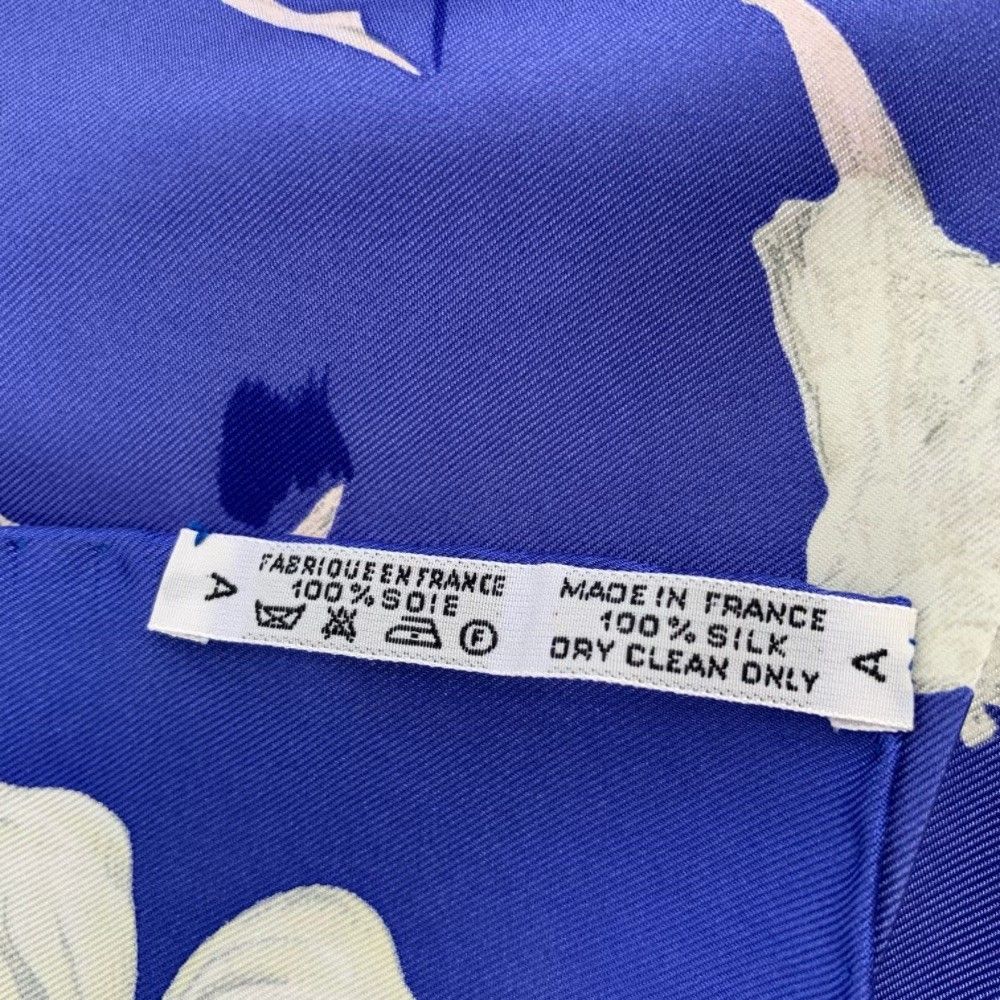 A
FABRIQUE EN FRANCE
100% SOIE
F
MADE IN FRANCE
100% SILK
DRY CLEAN ONLY
A